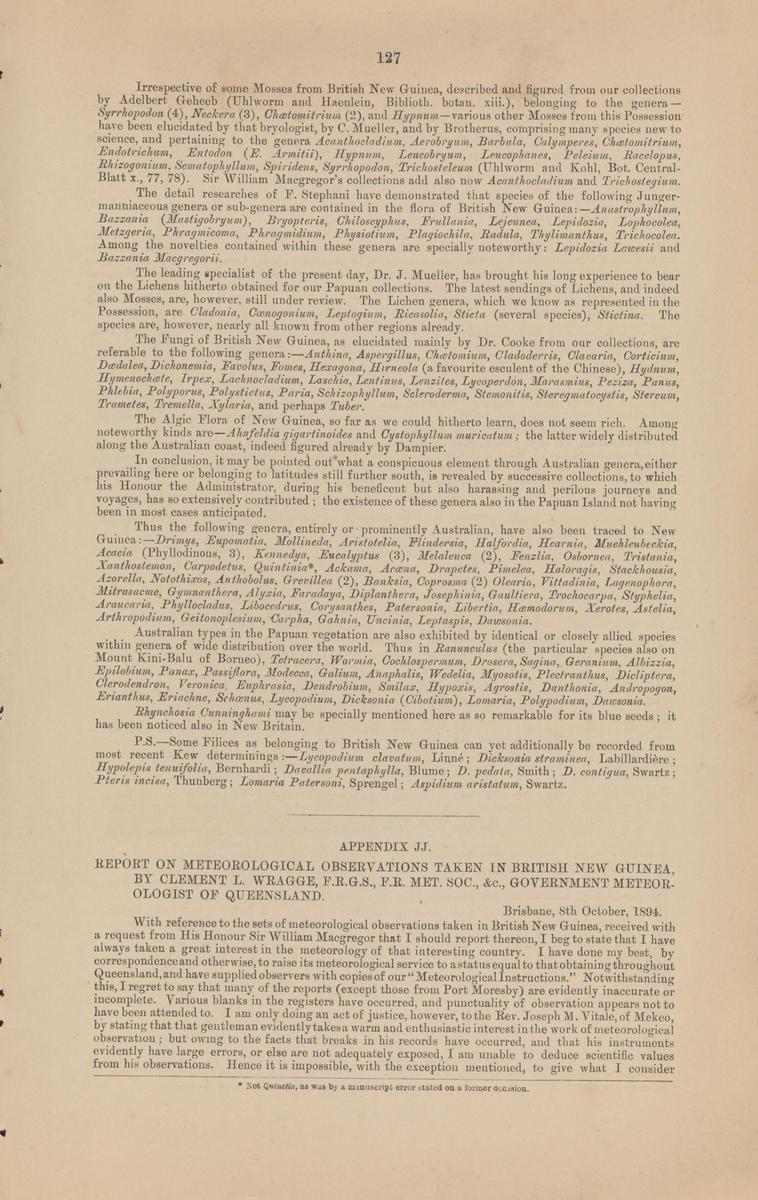 127
Irrespective of some Mosses from British New Guinea, described and figured from our collections
by Adelbert Geheeb (Uhlworm and Haenlein, Biblioth. botan. xiii.), belonging to the genera—
Syrrhopodon (4), Neckera (3), Chætomitrium (2), and Hypnum—various other Mosses from this Possession
have been elucidated by that bryologist, by C. Mueller, and by Brotherus, comprising many species new to
science, and pertaining to the genera Acanthocladium, Aerobryum, Barbula, Calymperes, Chætomitrium,
Endotrichum, Entodon (E. Armitii), Hypnum, Leucobryum, Leucophanes, Peleium, Racelopus,
Rhizogonium, Sematophyllum, Spiridens, Syrrhopodon, Trichosteleum (Uhlworm and Kohl, Bot. Central-
Blatt x., 77, 78). Sir William Macgregor's collections add also now Acanthocladium and Trichostegium.
The detail researches of F. Stephani have demonstrated that species of the following Junger-
manniaceous genera or sub-genera are contained in the flora of British New Guinea:—Anastrophyllum,
Bazzania (Mastigobryum), Bryopteris, Chiloscyphus, Frullania, Lejeunea, Lepidozia, Lophocolea,
Metzgeria, Phragmicoma, Phragmidium, Physiotium, Plagiochila, Radula, Thylimanthus, Trichocolea.
Among the novelties contained within these genera are specially noteworthy: Lepidozia Lawesii and
Bazzania Macgregorii.
The leading specialist of the present day, Dr. J. Mueller, has brought his long experience to bear
on the Lichens hitherto obtained for our Papuan collections. The latest sendings of Lichens, and indeed
also Mosses, are, however, still under review. The Lichen genera, which we know as represented in the
Possession, are Cladonia, Cœnogonium, Leptogium, Ricasolia, Sticta (several species), Stictina. The
species are, however, nearly all known from other regions already.
The Fungi of British New Guinea, as elucidated mainly by Dr. Cooke from our collections, are
referable to the following genera:—Anthina, Aspergillus, Chætomium, Cladoderris, Clavaria, Corticium,
Dædalea, Dichonemia, Favolus, Fomes, Hexagona, Hirneola (a favourite esculent of the Chinese), Hydnum,
Hymenochæte, Irpex, Lachnocladium, Laschia, Lentinus, Lenzites, Lycoperdon, Marasmius, Peziza, Panus,
Phlebia, Polyporus, Polystictus, Paria, Schizophyllum, Scleroderma, Stemonitis, Steregmatocystis, Stereum,
Trametes, Tremella, Xylaria, and perhaps Tuber.
The Algic Flora of New Guinea, so far as we could hitherto learn, does not seem rich. Among
noteworthy kinds are—Ahnfeldia gigartinoides and Cystophyllum muricatum; the latter widely distributed
along the Australian coast, indeed figured already by Dampier.
In conclusion, it may be pointed out what a conspicuous element through Australian genera, either
prevailing here or belonging to latitudes still further south, is revealed by successive collections, to which
his Honour the Administrator, during his beneficent but also harassing and perilous journeys and
voyages, has so extensively contributed; the existence of these genera also in the Papuan Island not having
been in most cases anticipated.
Thus the following genera, entirely or prominently Australian, have also been traced to New
Guinea:—Drimys, Eupomatia, Mollineda, Aristotelia, Flindersia, Halfordia, Hearnia, Muehlenbeckia,
Acacia (Phyllodinous, 3), Kennedya, Eucalyptus (3), Melaleuca (2), Fenzlia, Osbornea, Tristania,
Xanthostemon, Carpodetus, Quintinia*, Ackama, Acæna, Drapetes, Pimelea, Haloragis, Stackhousia,
Azorella, Notothixos, Anthobolus, Grevillea (2), Banksia, Coprosma (2) Olearia, Vittadinia, Lagenophora,
Mitrasacme, Gymnanthera, Alyxia, Faradaya, Diplanthera, Josephinia, Gaultiera, Trochocarpa, Styphelia,
Araucaria, Phyllocladus, Libocedrus, Corysanthes, Patersonia, Libertia, Hæmodorum, Xerotes, Astelia,
Arthropodium, Geitonoplesium, Carpha, Gahnia, Uncinia, Leptaspis, Dawsonia.
Australian types in the Papuan vegetation are also exhibited by identical or closely allied species
within genera of wide distribution over the world. Thus in Ranunculus (the particular species also on
Mount Kini-Balu of Borneo), Tetracera, Wormia, Cochlospermum, Drosera, Sagina, Geranium, Albizzia,
Epilobium, Panax, Passiflora, Modecca, Galium, Anaphalis, Wedelia, Myosotis, Plectranthus, Dicliptera,
Clerodendron, Veronica, Euphrasia, Dendrobium, Smilax, Hypoxis, Agrostis, Danthonia, Andropogon,
Erianthus, Eriachne, Schœnus, Lycopodium, Dicksonia (Cibotium), Lomaria, Polypodium, Dawsonia.
Rhynchosia Cunninghami may be specially mentioned here as so remarkable for its blue seeds; it
has been noticed also in New Britain.
P.S.—Some Filices as belonging to British New Guinea can yet additionally be recorded from
most recent Kew determinings:—Lycopodium clavatum, Linné; Dicksonia straminea, Labillardière;
Hypolepis tenuifolia, Bernhardi; Davallia pentaphylla, Blume; D. pedata, Smith; D. contigua, Swartz;
Pteris incisa, Thunberg; Lomaria Patersoni, Sprengel; Aspidium aristatum, Swartz.
APPENDIX JJ.
REPORT ON METEOROLOGICAL OBSERVATIONS TAKEN IN BRITISH NEW GUINEA,
BY CLEMENT L. WRAGGE, F.R.G.S., F.R. MET. SOC., &c., GOVERNMENT METEOR-
OLOGIST OF QUEENSLAND.
Brisbane, 8th October, 1894.
With reference to the sets of meteorological observations taken in British New Guinea, received with
a request from His Honour Sir William Macgregor that I should report thereon, I beg to state that I have
always taken a great interest in the meteorology of that interesting country. I have done my best, by
correspondence and otherwise, to raise its meteorological service to a status equal to that obtaining throughout
Queensland, and have supplied observers with copies of our "Meteorological Instructions." Notwithstanding
this, I regret to say that many of the reports (except those from Port Moresby) are evidently inaccurate or
incomplete. Various blanks in the registers have occurred, and punctuality of observation appears not to
have been attended to. I am only doing an act of justice, however, to the Rev. Joseph M. Vitale, of Mekeo,
by stating that that gentleman evidently takes a warm and enthusiastic interest in the work of meteorological
observation; but owing to the facts that breaks in his records have occurred, and that his instruments
evidently have large errors, or else are not adequately exposed, I am unable to deduce scientific values
from his observations. Hence it is impossible, with the exception mentioned, to give what I consider
* Not Quinetia, as was by a manuscript error stated on a former occasion.